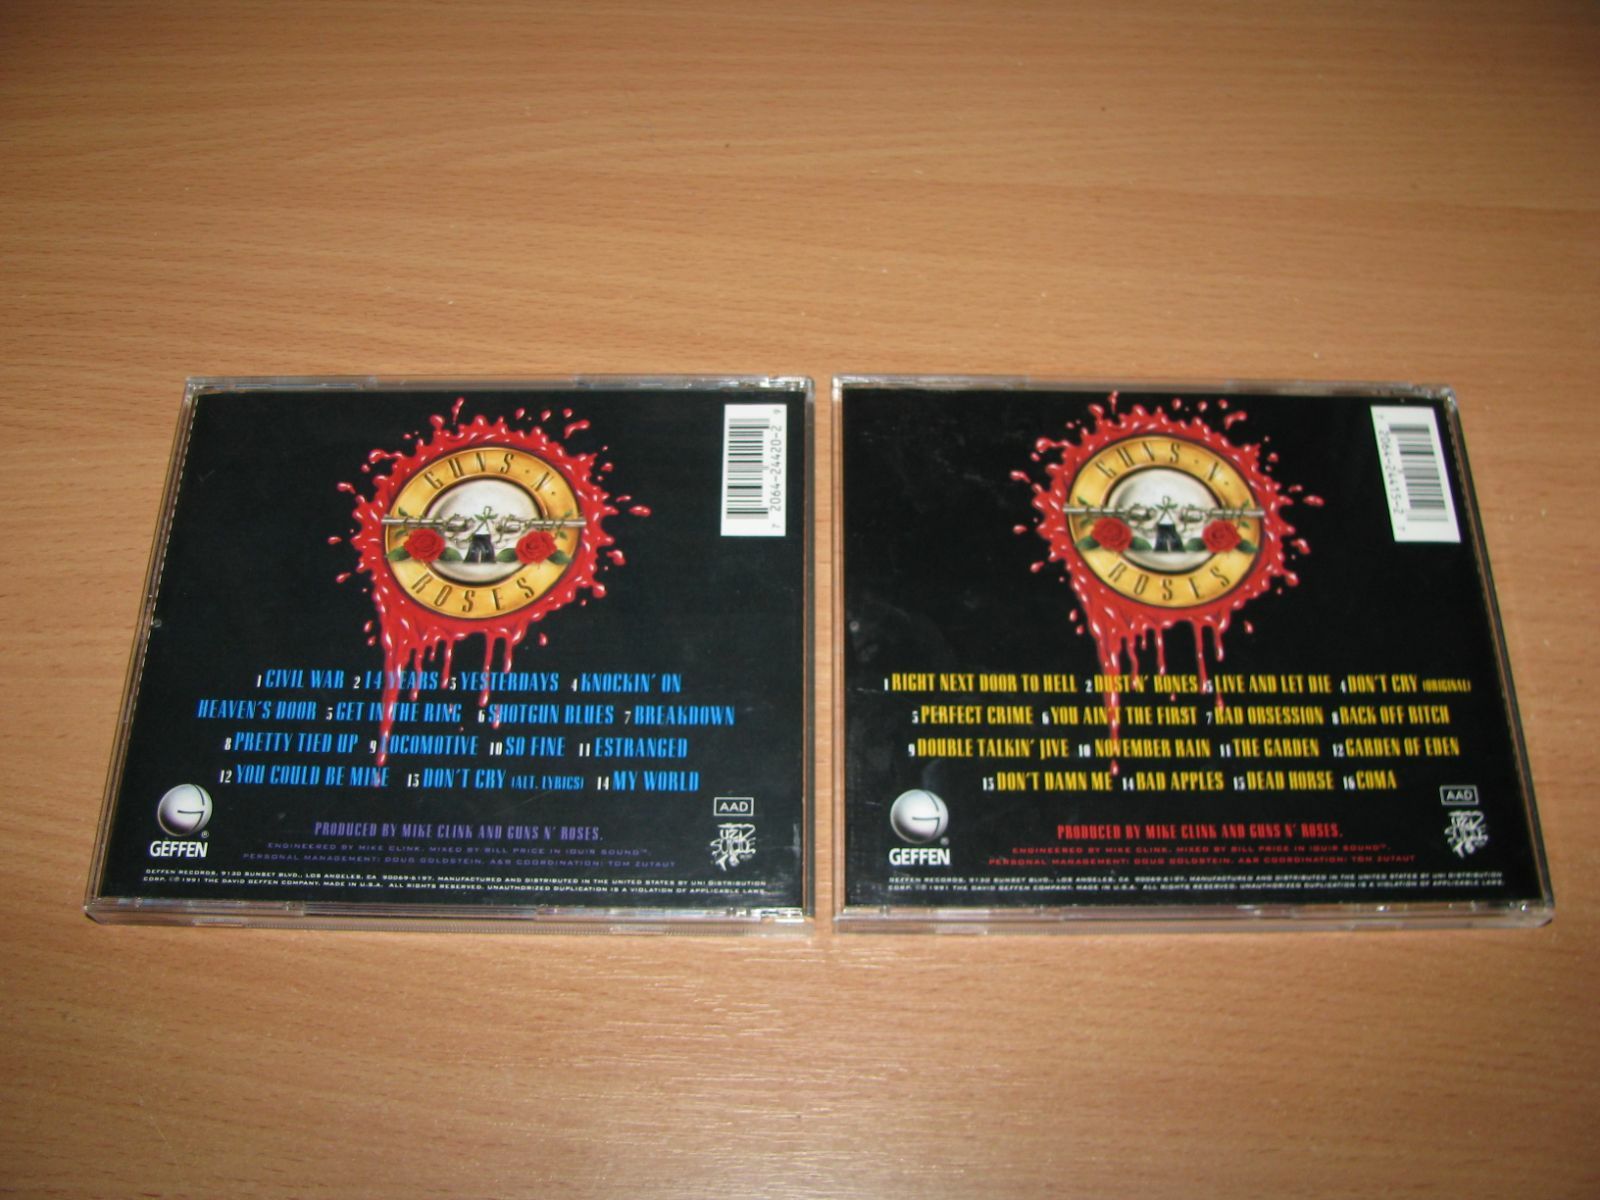 GUNS N'
ROSES
7 2064-24420-2 9
1 CIVIL WAR 2 14 YEARS 3 YESTERDAYS 4 KNOCKIN' ON
HEAVEN'S DOOR 5 GET IN THE RING 6 SHOTGUN BLUES 7 BREAKDOWN
8 PRETTY TIED UP 9 LOCOMOTIVE 10 SO FINE 11 ESTRANGED
12 YOU COULD BE MINE 13 DON'T CRY (ALT. LYRICS) 14 MY WORLD
AAD
GEFFEN
UZI SUICIDE
PRODUCED BY MIKE CLINK AND GUNS N' ROSES.
ENGINEERED BY MIKE CLINK. MIXED BY BILL PRICE IN QUIR SOUND™.
PERSONAL MANAGEMENT: DOUG GOLDSTEIN. A&R COORDINATION: TOM ZUTAUT
GEFFEN RECORDS, 9130 SUNSET BLVD., LOS ANGELES, CA 90069-6197. MANUFACTURED AND DISTRIBUTED IN THE UNITED STATES BY UNI DISTRIBUTION
CORP. ©℗ 1991 THE DAVID GEFFEN COMPANY. MADE IN U.S.A. ALL RIGHTS RESERVED. UNAUTHORIZED DUPLICATION IS A VIOLATION OF APPLICABLE LAWS.
GUNS N'
ROSES
7 2064-24415-2 7
1 RIGHT NEXT DOOR TO HELL 2 DUST N' BONES 3 LIVE AND LET DIE 4 DON'T CRY (ORIGINAL)
5 PERFECT CRIME 6 YOU AIN'T THE FIRST 7 BAD OBSESSION 8 BACK OFF BITCH
9 DOUBLE TALKIN' JIVE 10 NOVEMBER RAIN 11 THE GARDEN 12 GARDEN OF EDEN
13 DON'T DAMN ME 14 BAD APPLES 15 DEAD HORSE 16 COMA
AAD
GEFFEN
UZI SUICIDE
PRODUCED BY MIKE CLINK AND GUNS N' ROSES.
ENGINEERED BY MIKE CLINK. MIXED BY BILL PRICE IN QUIR SOUND™.
PERSONAL MANAGEMENT: DOUG GOLDSTEIN. A&R COORDINATION: TOM ZUTAUT
GEFFEN RECORDS, 9130 SUNSET BLVD., LOS ANGELES, CA 90069-6197. MANUFACTURED AND DISTRIBUTED IN THE UNITED STATES BY UNI DISTRIBUTION
CORP. ©℗ 1991 THE DAVID GEFFEN COMPANY. MADE IN U.S.A. ALL RIGHTS RESERVED. UNAUTHORIZED DUPLICATION IS A VIOLATION OF APPLICABLE LAWS.